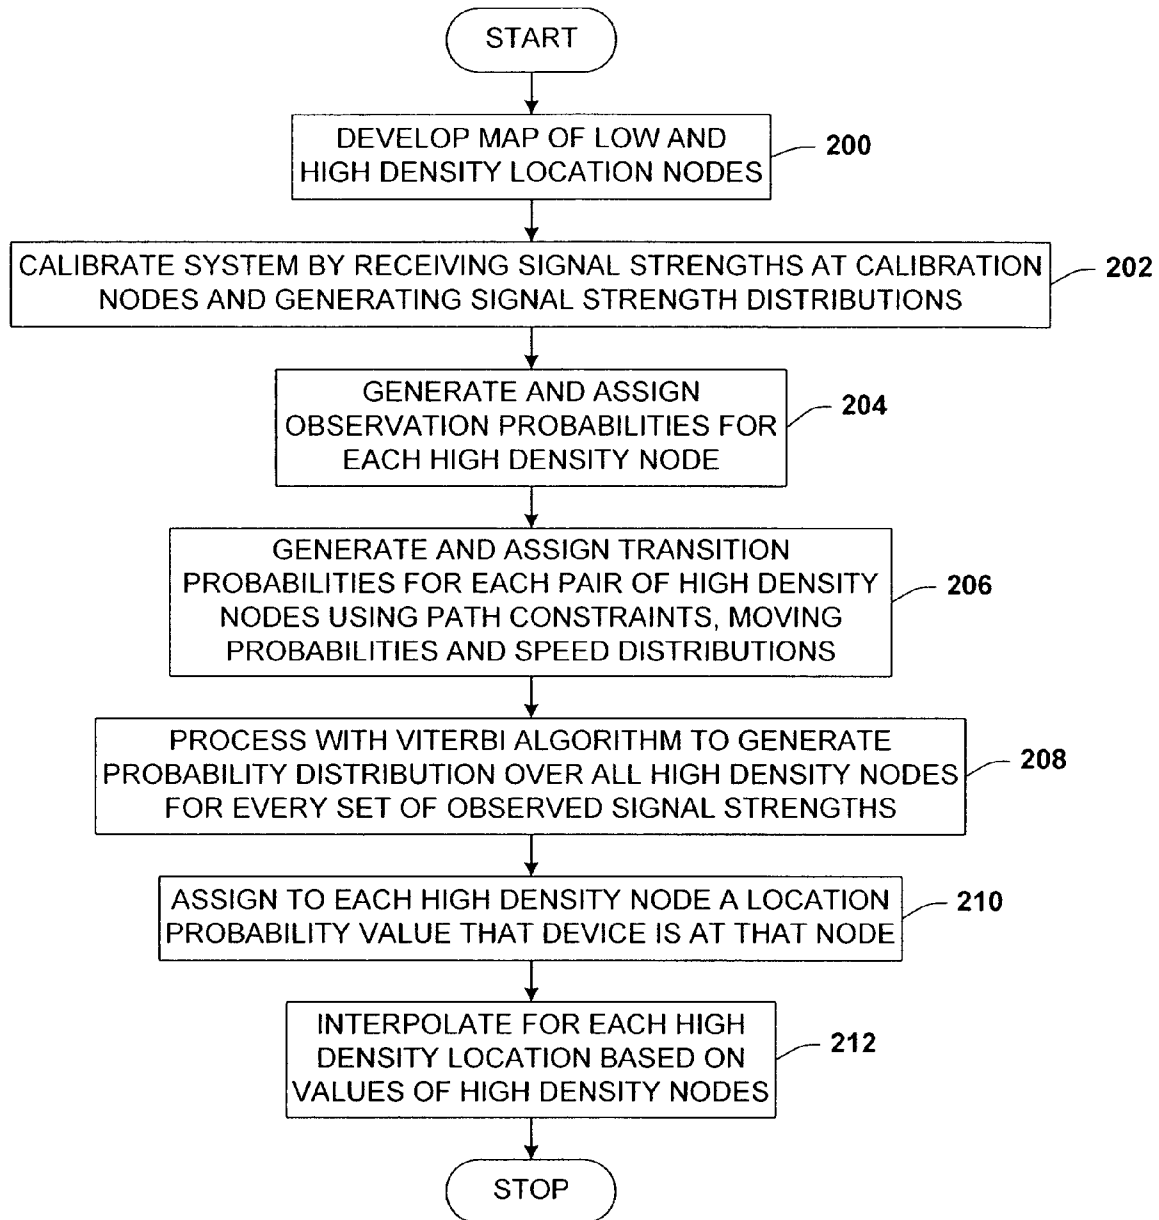 START
DEVELOP MAP OF LOW AND
HIGH DENSITY LOCATION NODES
200
CALIBRATE SYSTEM BY RECEIVING SIGNAL STRENGTHS AT CALIBRATION
NODES AND GENERATING SIGNAL STRENGTH DISTRIBUTIONS
202
GENERATE AND ASSIGN
OBSERVATION PROBABILITIES FOR
EACH HIGH DENSITY NODE
204
GENERATE AND ASSIGN TRANSITION
PROBABILITIES FOR EACH PAIR OF HIGH DENSITY
NODES USING PATH CONSTRAINTS, MOVING
PROBABILITIES AND SPEED DISTRIBUTIONS
206
PROCESS WITH VITERBI ALGORITHM TO GENERATE
PROBABILITY DISTRIBUTION OVER ALL HIGH DENSITY NODES
FOR EVERY SET OF OBSERVED SIGNAL STRENGTHS
208
ASSIGN TO EACH HIGH DENSITY NODE A LOCATION
PROBABILITY VALUE THAT DEVICE IS AT THAT NODE
210
INTERPOLATE FOR EACH HIGH
DENSITY LOCATION BASED ON
VALUES OF HIGH DENSITY NODES
212
STOP